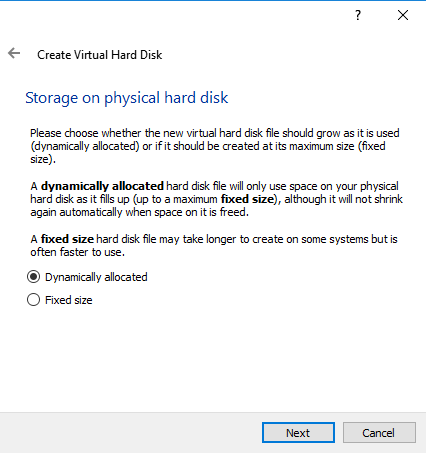 ?
Create Virtual Hard Disk
Storage on physical hard disk
Please choose whether the new virtual hard disk file should grow as it is used
(dynamically allocated) or if it should be created at its maximum size (fixed
size).
A dynamically allocated hard disk file will only use space on your physical
hard disk as it fills up (up to a maximum fixed size), although it will not shrink
again automatically when space on it is freed.
A fixed size hard disk file may take longer to create on some systems but is
often faster to use.
Dynamically allocated
Fixed size
Next Cancel